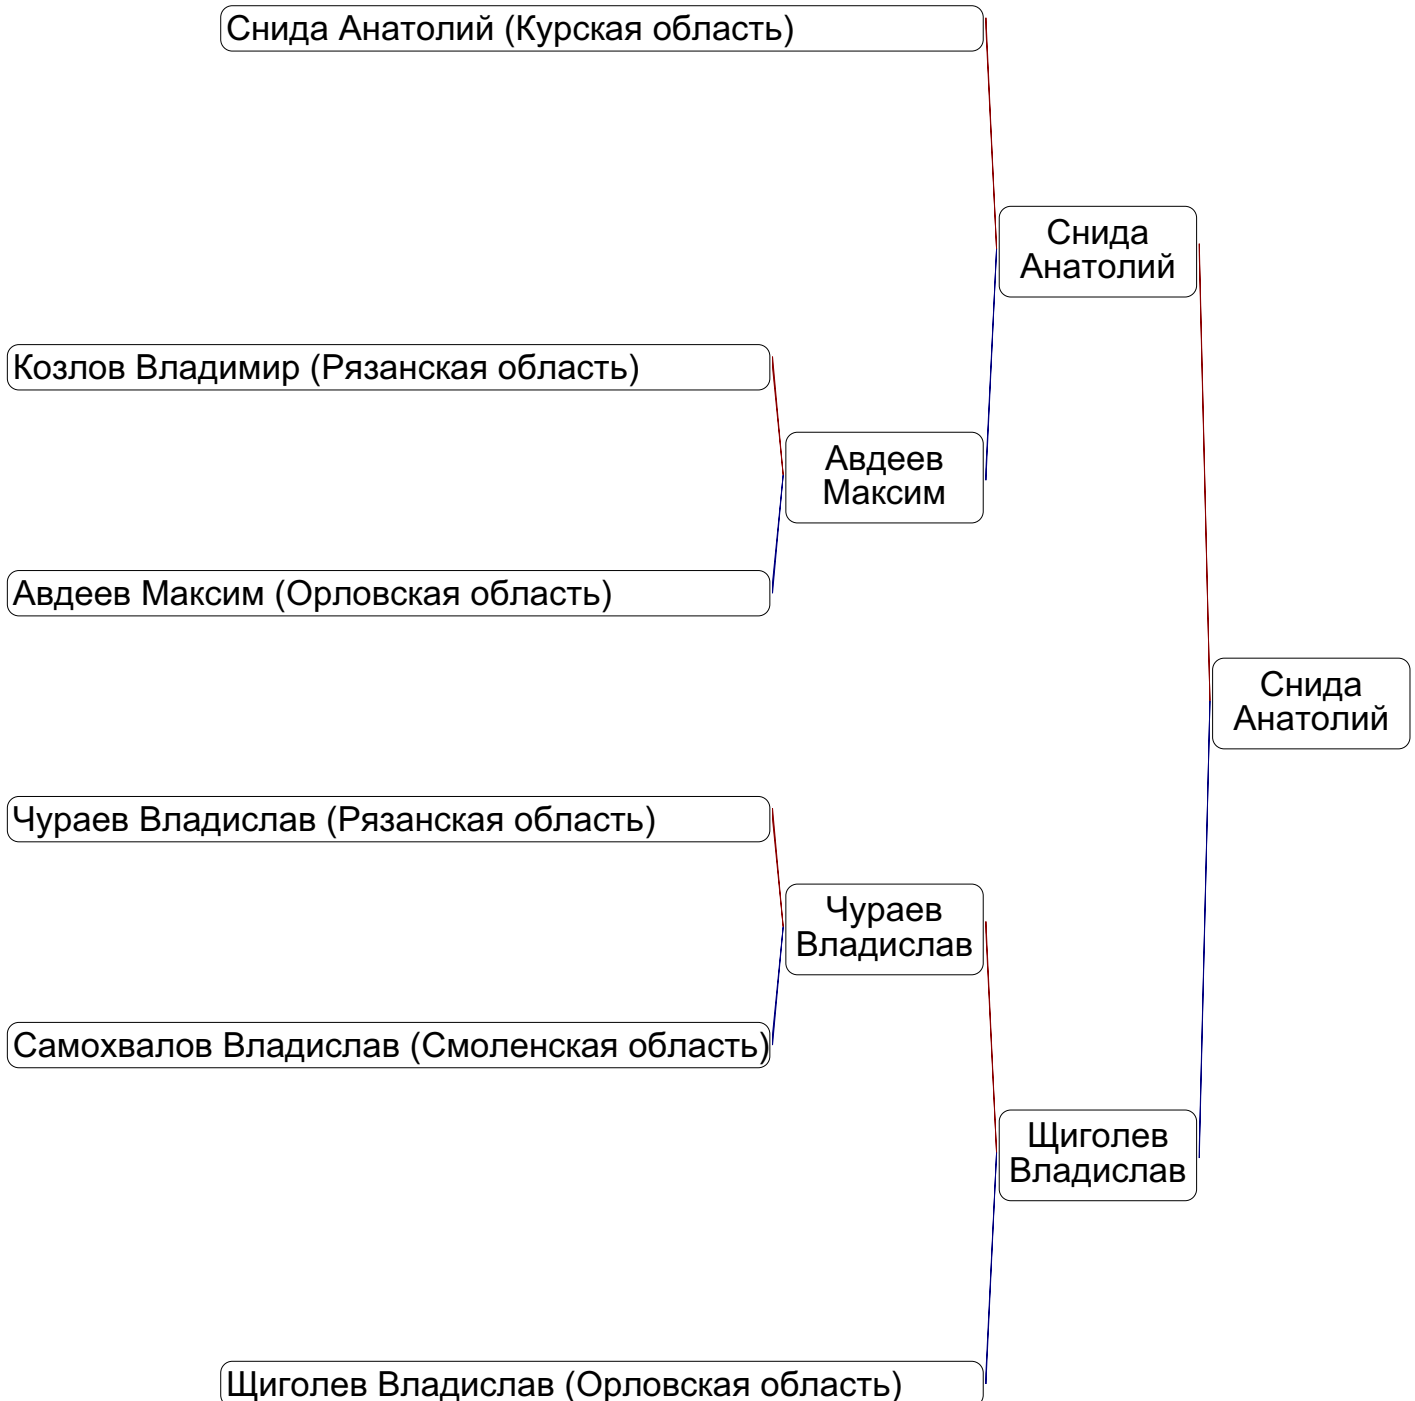 Снида Анатолий (Курская область)
Снида
Анатолий
Козлов Владимир (Рязанская область)
Авдеев
Максим
Авдеев Максим (Орловская область)
Снида
Анатолий
Чураев Владислав (Рязанская область)
Чураев
Владислав
Самохвалов Владислав (Смоленская область)
Щиголев
Владислав
Щиголев Владислав (Орловская область)